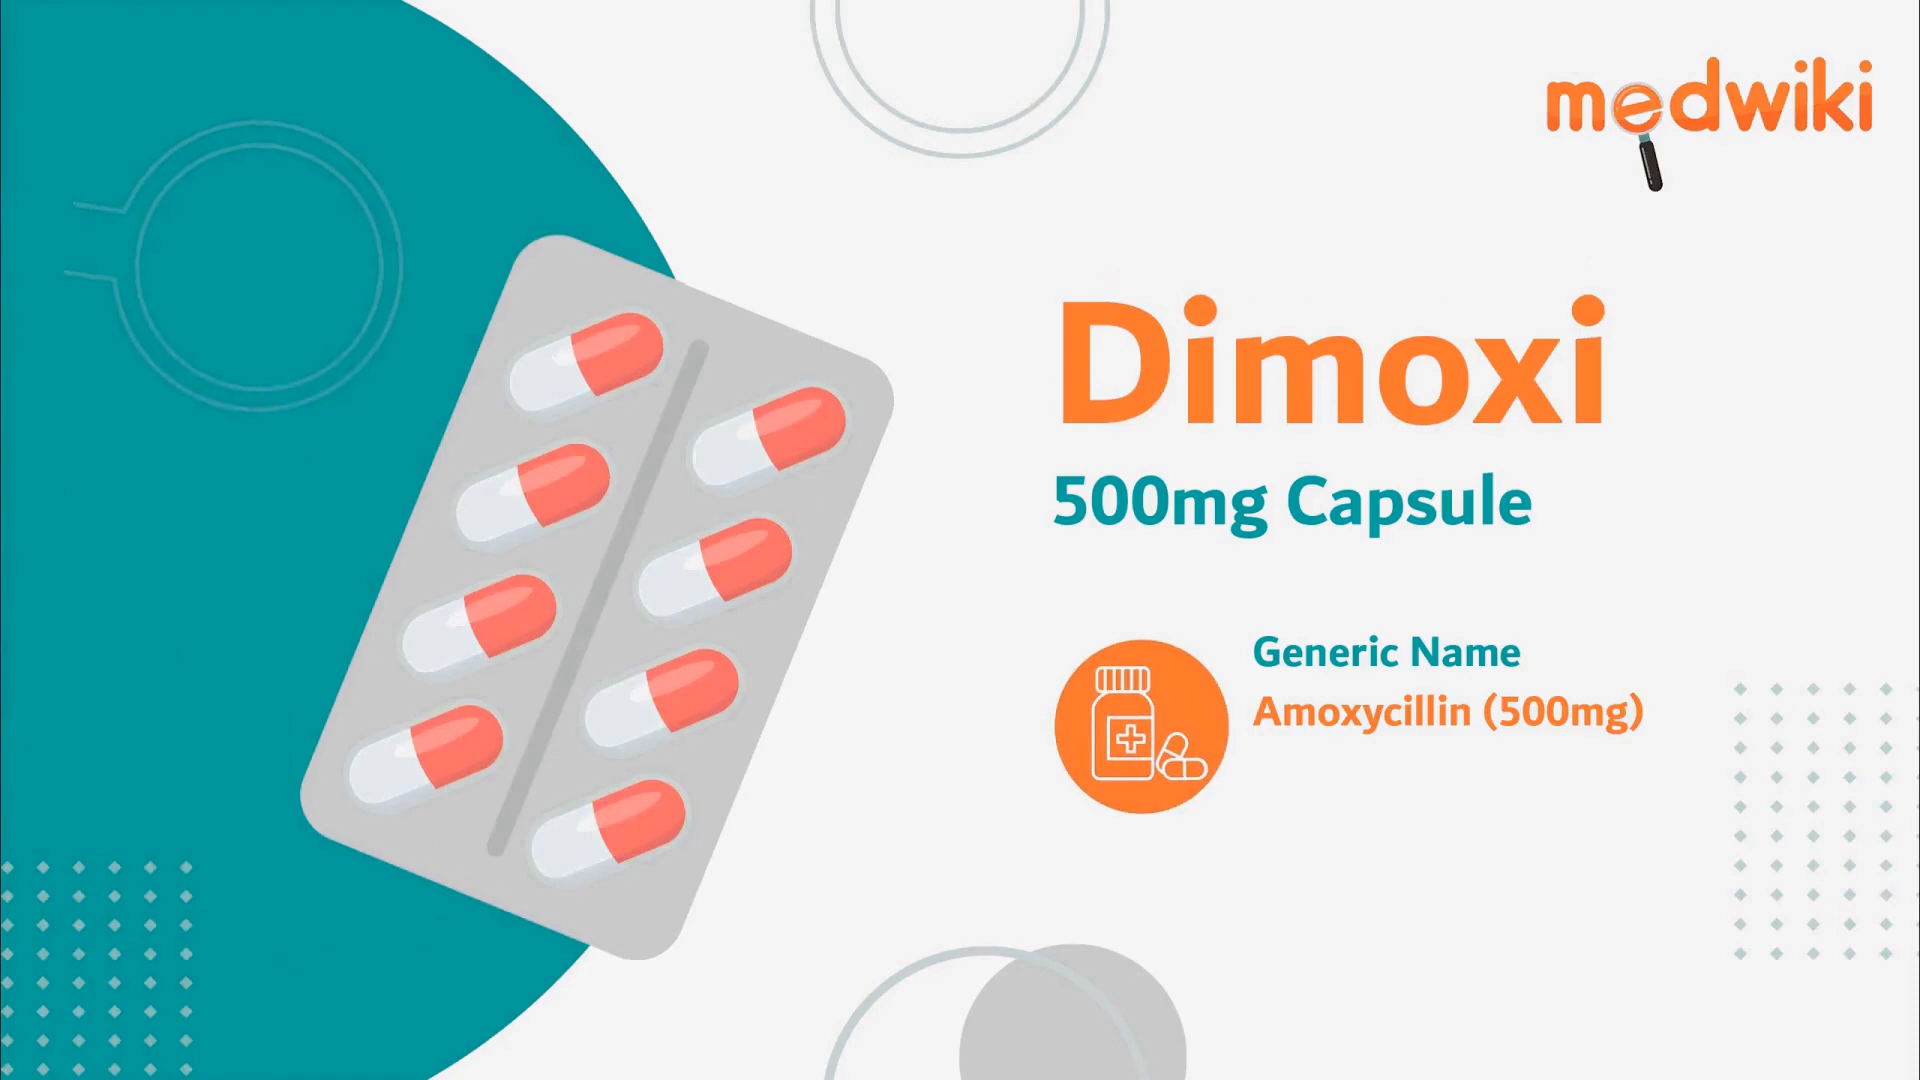 medwiki
Dimoxi
500mg Capsule
Generic Name
Amoxycillin (500mg)